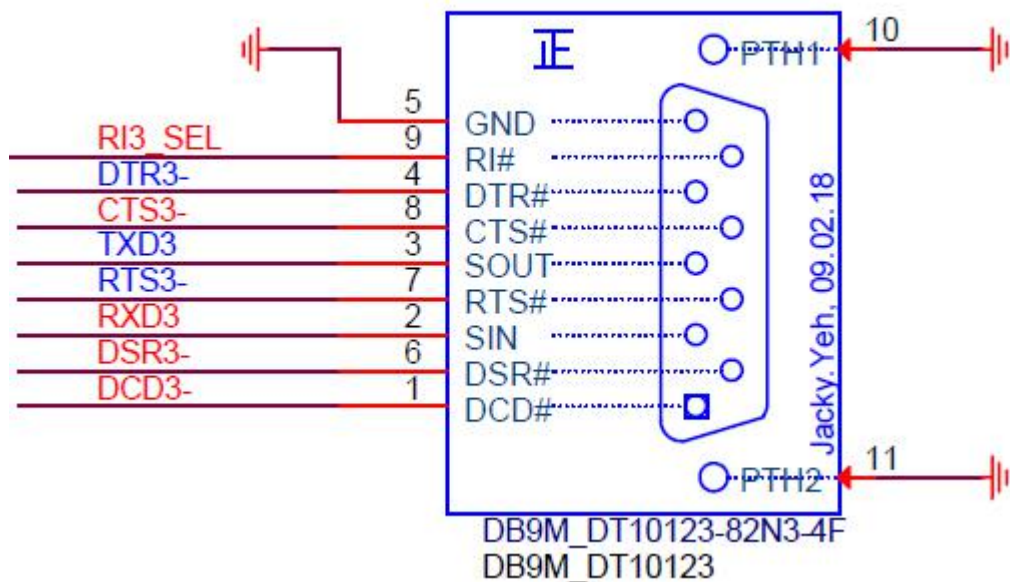 正
PTH1 10
5 GND
RI3_SEL 9 RI#
DTR3- 4 DTR#
CTS3- 8 CTS#
TXD3 3 SOUT
RTS3- 7 RTS#
RXD3 2 SIN
DSR3- 6 DSR#
DCD3- 1 DCD#
Jacky.Yeh, 09.02.18
PTH2 11
DB9M_DT10123-82N3-4F
DB9M_DT10123